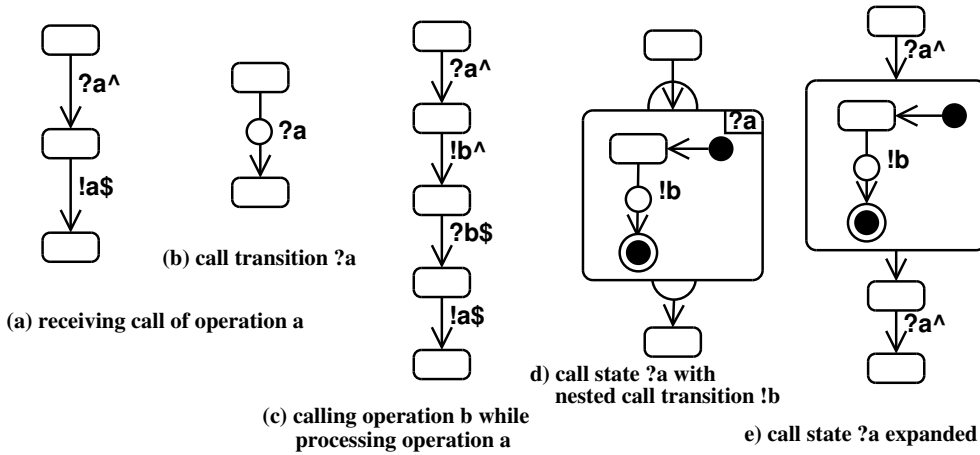 ?a^
!a$
(a) receiving call of operation a
?a
(b) call transition ?a
?a^
!b^
?b$
!a$
(c) calling operation b while
processing operation a
?a
!b
d) call state ?a with
nested call transition !b
?a^
!b
?a^
e) call state ?a expanded